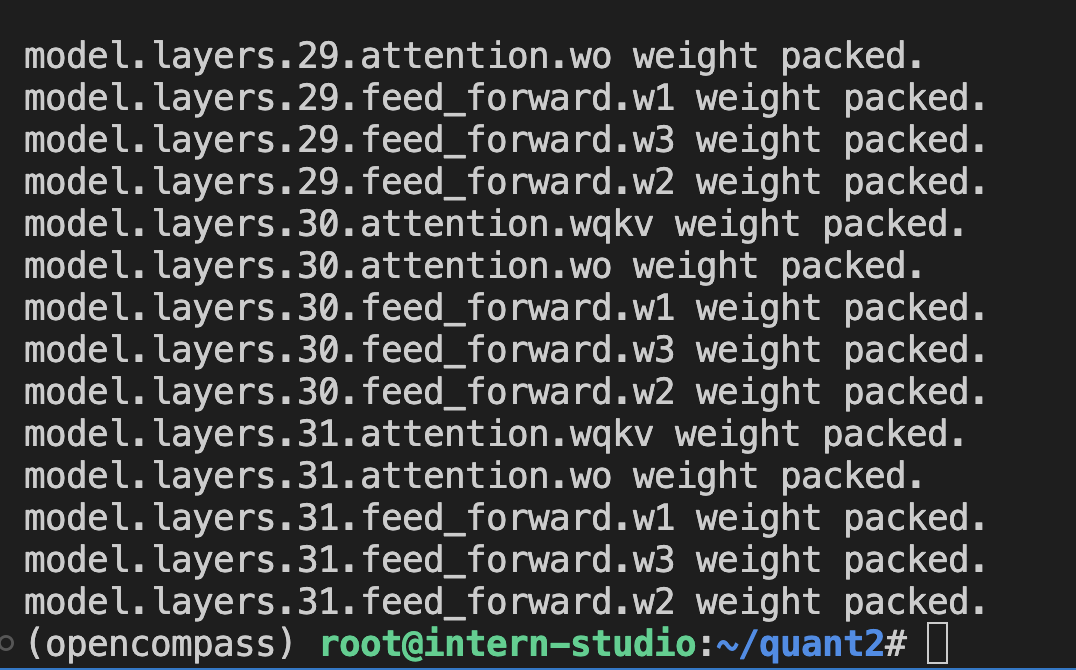 model.layers.29.attention.wo weight packed.
model.layers.29.feed_forward.w1 weight packed.
model.layers.29.feed_forward.w3 weight packed.
model.layers.29.feed_forward.w2 weight packed.
model.layers.30.attention.wqkv weight packed.
model.layers.30.attention.wo weight packed.
model.layers.30.feed_forward.w1 weight packed.
model.layers.30.feed_forward.w3 weight packed.
model.layers.30.feed_forward.w2 weight packed.
model.layers.31.attention.wqkv weight packed.
model.layers.31.attention.wo weight packed.
model.layers.31.feed_forward.w1 weight packed.
model.layers.31.feed_forward.w3 weight packed.
model.layers.31.feed_forward.w2 weight packed.
(opencompass) root@intern-studio:~/quant2#